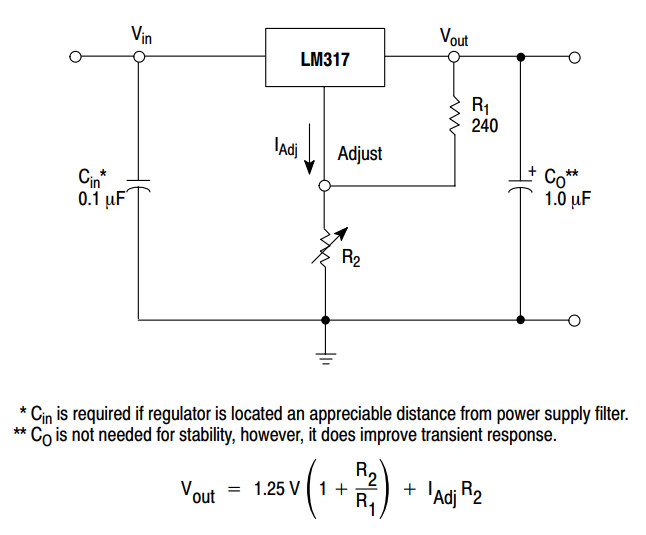 Vin
Vout
LM317
R1
240
IAdj
Adjust
Cin*
0.1 µF
+ CO**
1.0 µF
R2
* Cin is required if regulator is located an appreciable distance from power supply filter.
** CO is not needed for stability, however, it does improve transient response.
Vout = 1.25 V (1 + R2/R1) + IAdj R2